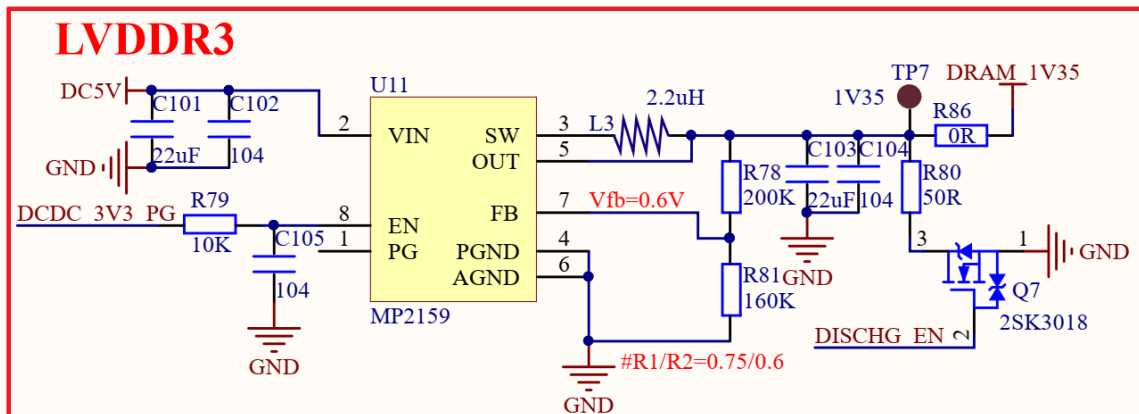 LVDDR3
DC5V
C101
22uF
C102
104
GND
U11
2
VIN
SW
3
OUT
5
FB
7
EN
8
PG
1
PGND
4
AGND
6
MP2159
DCDC_3V3_PG
R79
10K
C105
104
GND
L3
2.2uH
Vfb=0.6V
R78
200K
R81
160K
#R1/R2=0.75/0.6
GND
C103
22uF
C104
104
GND
TP7
1V35
R86
0R
DRAM_1V35
R80
50R
3
1
GND
Q7
2SK3018
2
DISCHG_EN